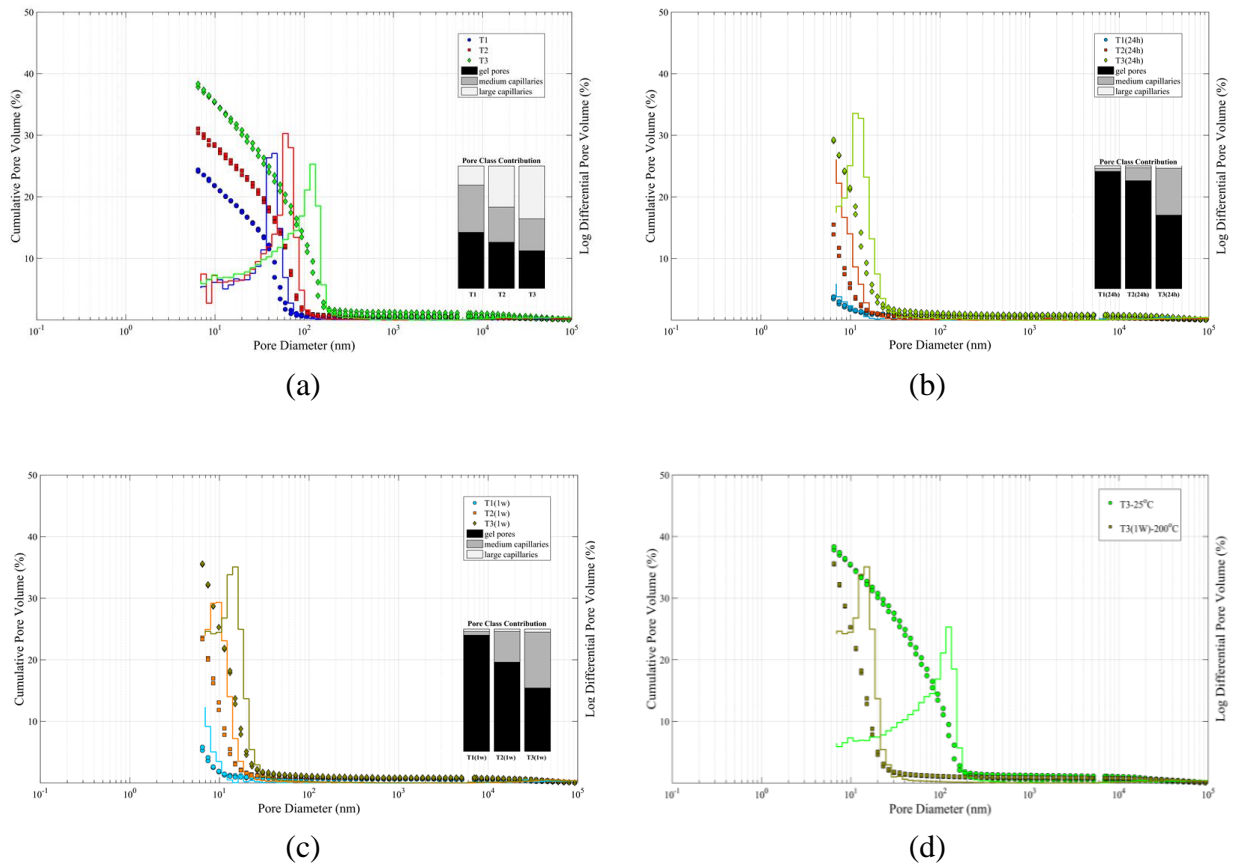 50
40
30
20
10
Cumulative Pore Volume (%)
Log Differential Pore Volume (%)
T1
T2
T3
gel pores
medium capillaries
large capillaries
Pore Class Contribution
T1 T2 T3
10-1 100 101 102 103 104 105
Pore Diameter (nm)
(a)
50
40
30
20
10
Cumulative Pore Volume (%)
Log Differential Pore Volume (%)
T1(24h)
T2(24h)
T3(24h)
gel pores
medium capillaries
large capillaries
Pore Class Contribution
T1(24h) T2(24h) T3(24h)
10-1 100 101 102 103 104 105
Pore Diameter (nm)
(b)
50
40
30
20
10
Cumulative Pore Volume (%)
Log Differential Pore Volume (%)
T1(1w)
T2(1w)
T3(1w)
gel pores
medium capillaries
large capillaries
Pore Class Contribution
T1(1w) T2(1w) T3(1w)
10-1 100 101 102 103 104 105
Pore Diameter (nm)
(c)
50
40
30
20
10
Cumulative Pore Volume (%)
Log Differential Pore Volume (%)
T3-25°C
T3(1W)-200°C
10-1 100 101 102 103 104 105
Pore Diameter (nm)
(d)